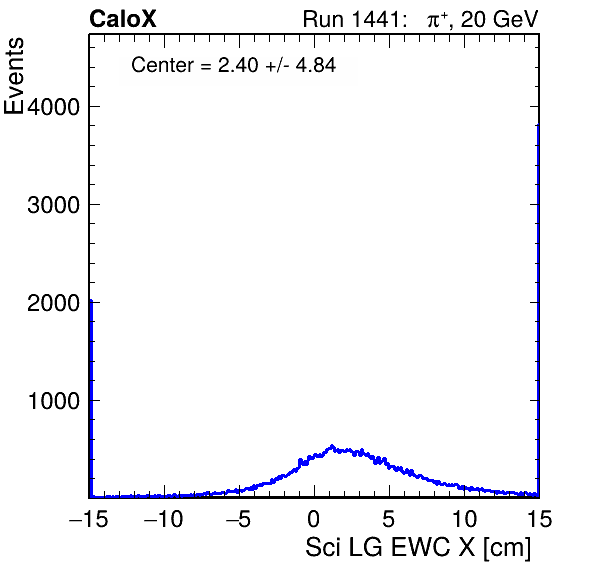 CaloX Run 1441: π⁺, 20 GeV
Center = 2.40 +/- 4.84
Events
4000
3000
2000
1000
−15 −10 −5 0 5 10 15
Sci LG EWC X [cm]